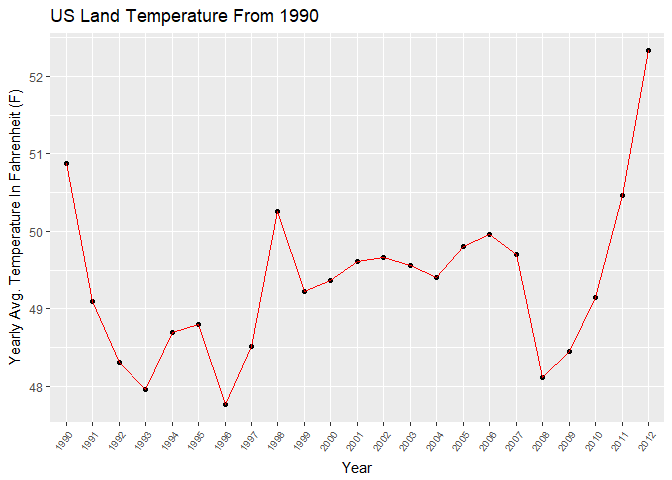 US Land Temperature From 1990
Yearly Avg. Temperature In Fahrenheit (F)
52
51
50
49
48
1990 1991 1992 1993 1994 1995 1996 1997 1998 1999 2000 2001 2002 2003 2004 2005 2006 2007 2008 2009 2010 2011 2012
Year